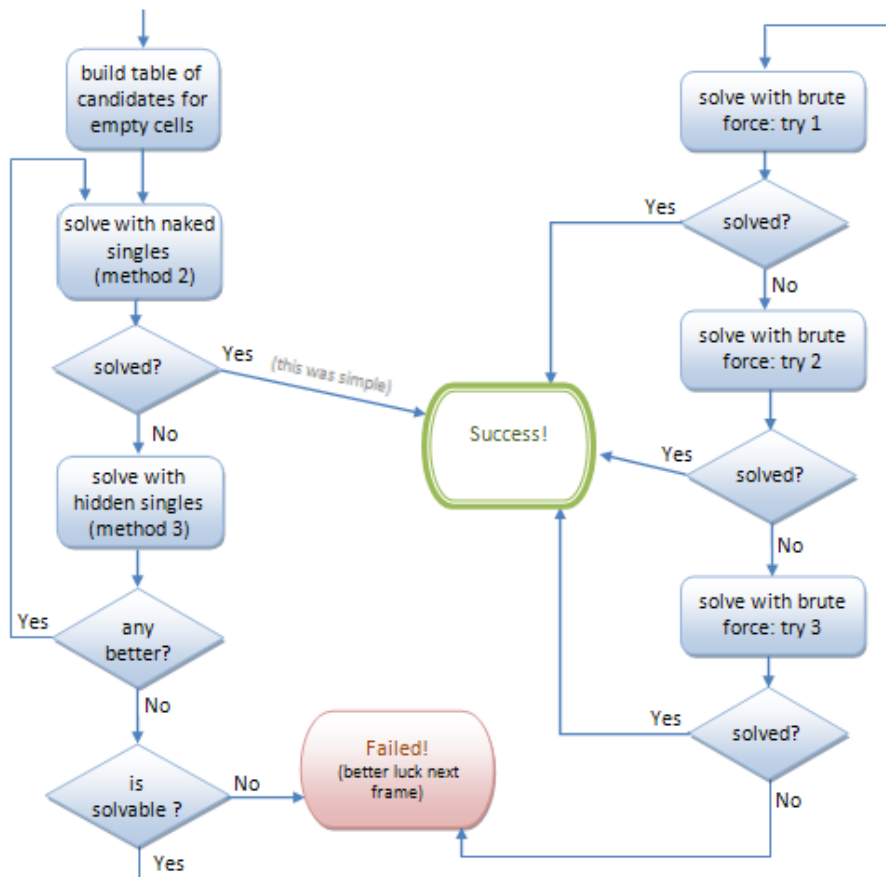 build table of
candidates for
empty cells
solve with naked
singles
(method 2)
solved?
Yes
(this was simple)
No
solve with
hidden singles
(method 3)
any
better?
Yes
No
is
solvable ?
No
Yes
Failed!
(better luck next
frame)
Success!
solve with brute
force: try 1
solved?
Yes
No
solve with brute
force: try 2
solved?
Yes
No
solve with brute
force: try 3
solved?
Yes
No